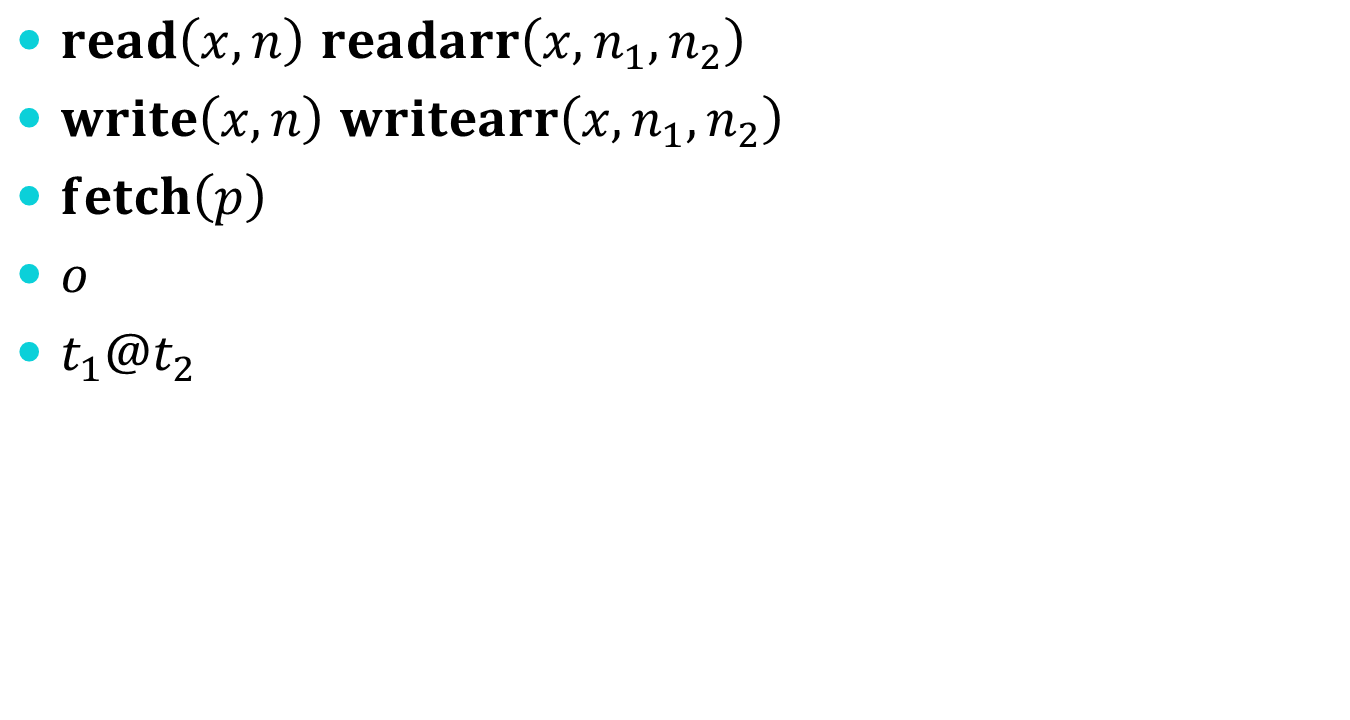 • read(x, n) readarr(x, n₁, n₂)
• write(x, n) writearr(x, n₁, n₂)
• fetch(p)
• o
• t₁@t₂